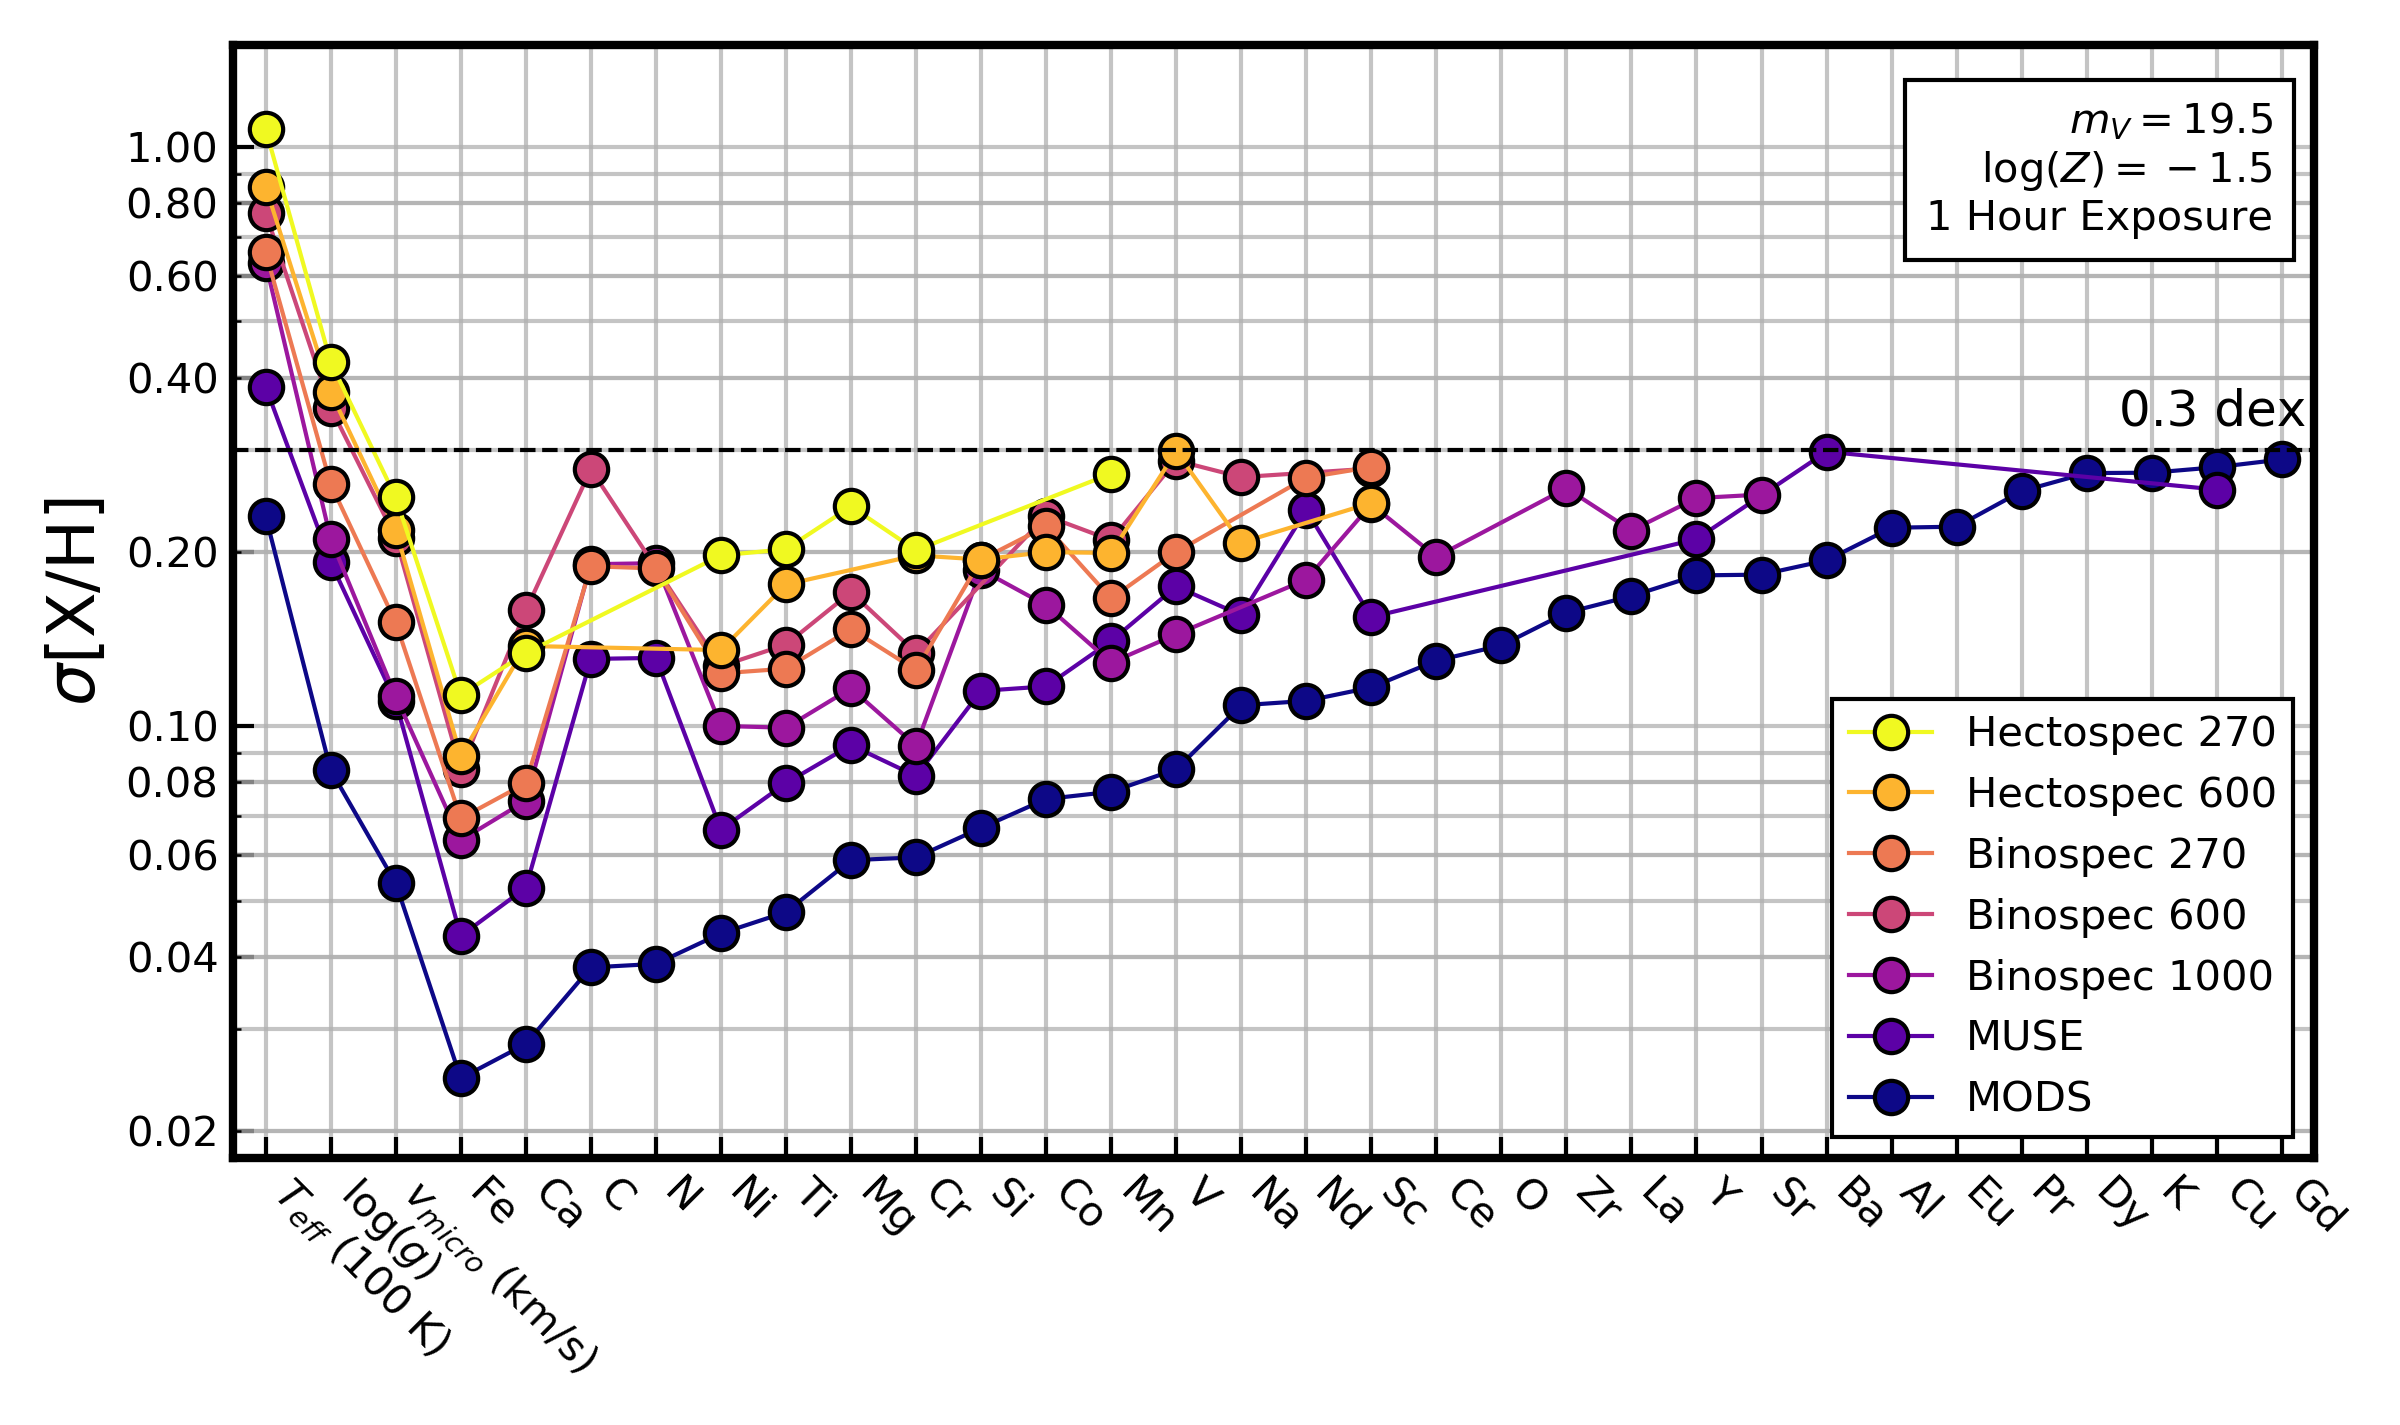 m_V = 19.5
log(Z) = −1.5
1 Hour Exposure
1.00
0.80
0.60
0.40
0.20
0.10
0.08
0.06
0.04
0.02
σ[X/H]
0.3 dex
Hectospec 270
Hectospec 600
Binospec 270
Binospec 600
Binospec 1000
MUSE
MODS
T_eff (100 K)
log(g)
v_micro (km/s)
Fe
Ca
C
N
Ni
Ti
Mg
Cr
Si
Co
Mn
V
Na
Nd
Sc
Ce
O
Zr
La
Y
Sr
Ba
Al
Eu
Pr
Dy
K
Cu
Gd